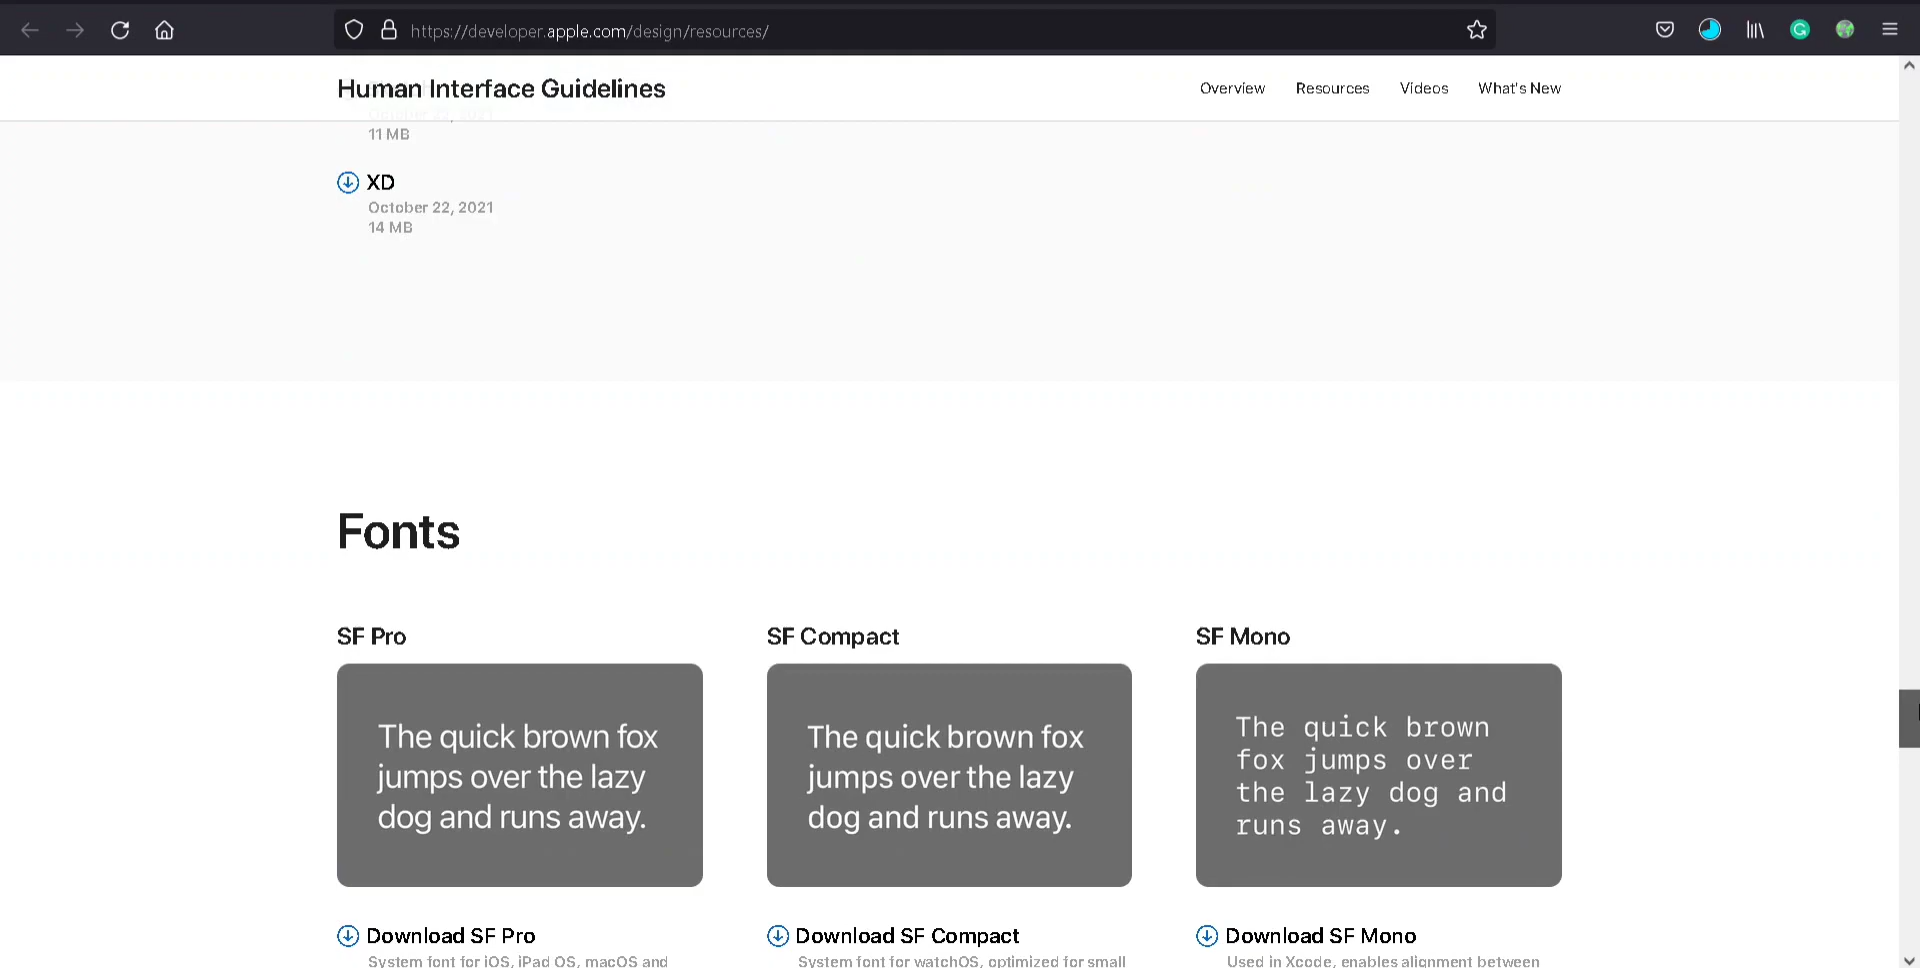 https://developer.apple.com/design/resources/
Human Interface Guidelines
Overview
Resources
Videos
What's New
11 MB
XD
October 22, 2021
14 MB
Fonts
SF Pro
The quick brown fox
jumps over the lazy
dog and runs away.
Download SF Pro
System font for iOS, iPad OS, macOS and
SF Compact
The quick brown fox
jumps over the lazy
dog and runs away.
Download SF Compact
System font for watchOS, optimized for small
SF Mono
The quick brown
fox jumps over
the lazy dog and
runs away.
Download SF Mono
Used in Xcode, enables alignment between